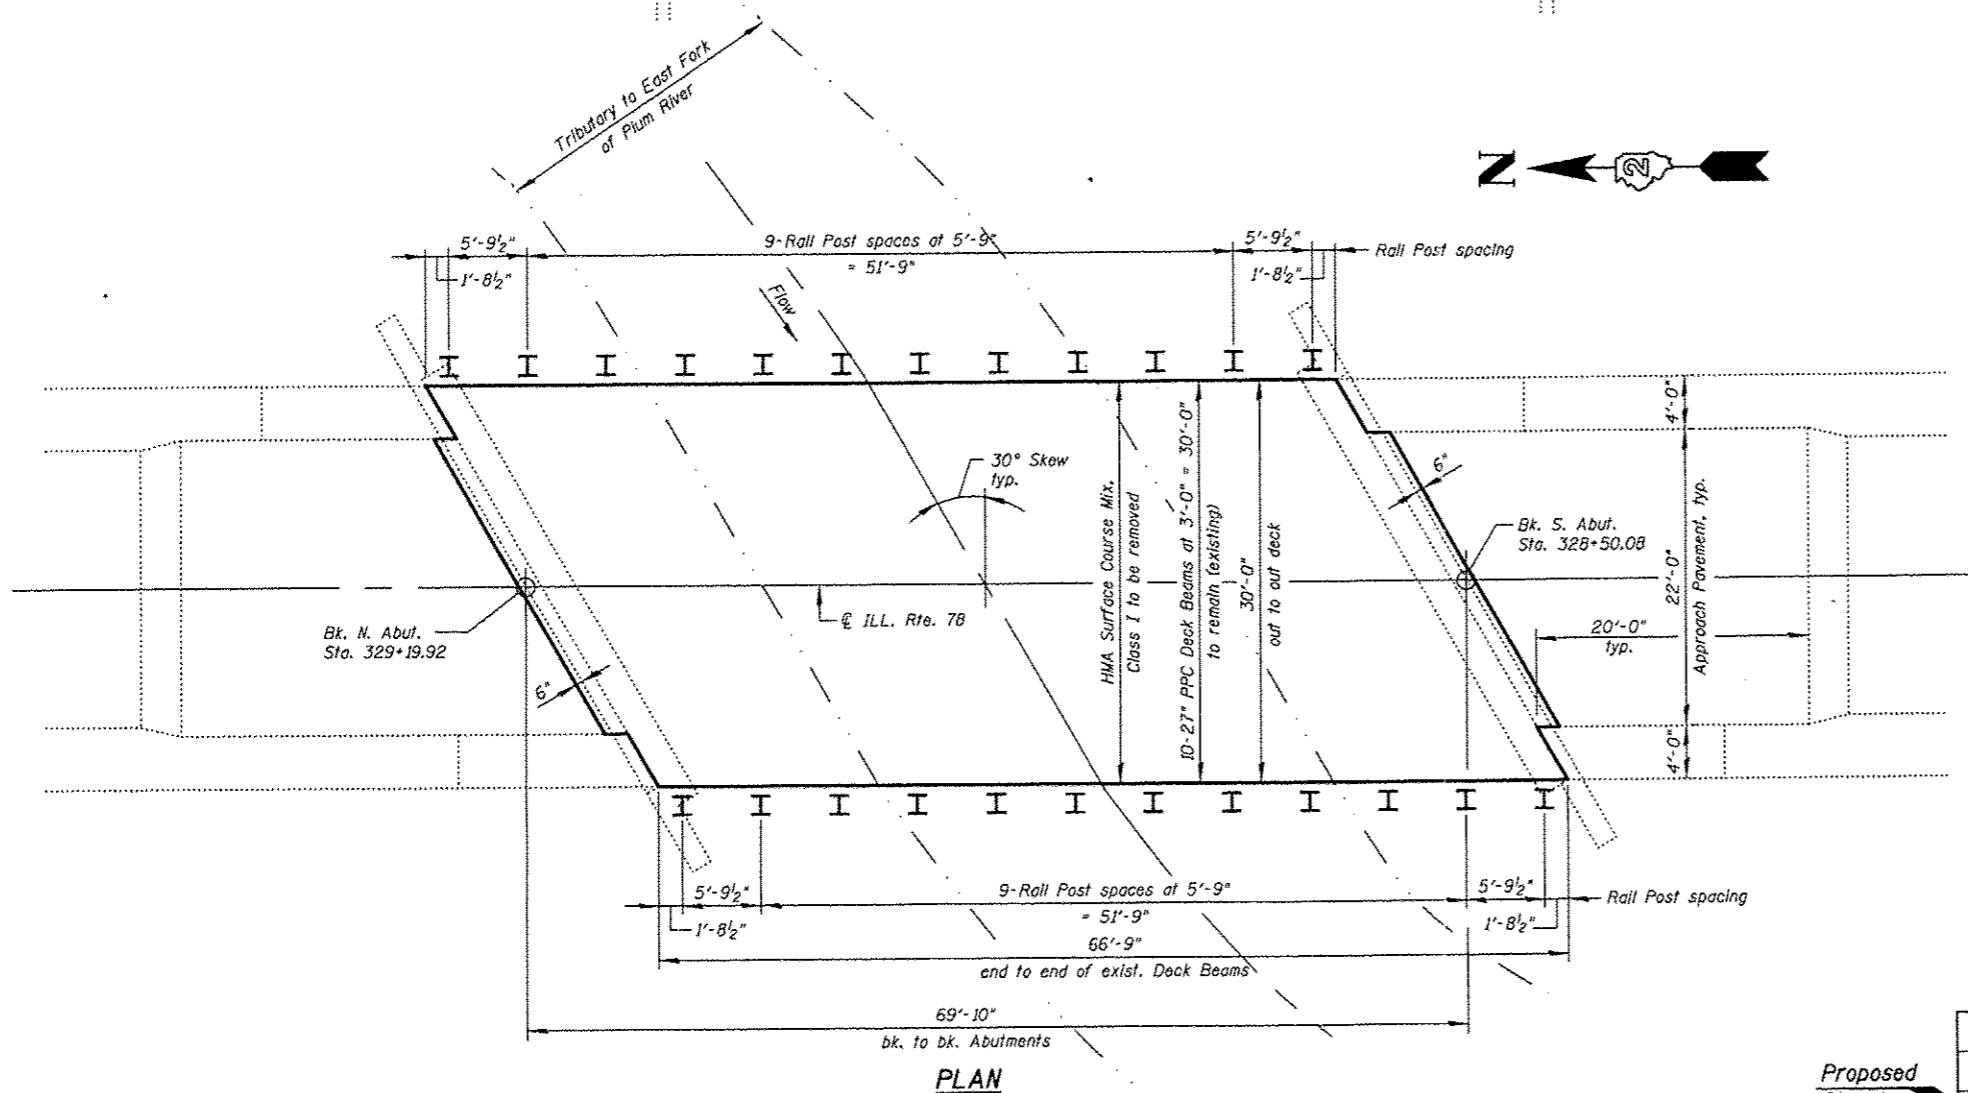 Tributary to East Fork
of Plum River
N
2
5'-9½"
9-Rail Post spaces at 5'-9"
= 51'-9"
5'-9½"
Rail Post spacing
1'-8½"
1'-8½"
Flow
30° Skew
typ.
HMA Surface Course Mix,
Class I to be removed
10-27" PPC Deck Beams at 3'-0" = 30'-0"
to remain (existing)
30'-0"
out to out deck
6"
4'-0"
22'-0"
Approach Pavement, typ.
4'-0"
Bk. S. Abut.
Sta. 328+50.08
20'-0"
typ.
℄ ILL. Rte. 78
Bk. N. Abut.
Sta. 329+19.92
6"
5'-9½"
9-Rail Post spaces at 5'-9"
= 51'-9"
5'-9½"
Rail Post spacing
1'-8½"
1'-8½"
66'-9"
end to end of exist. Deck Beams
69'-10"
bk. to bk. Abutments
PLAN
Proposed